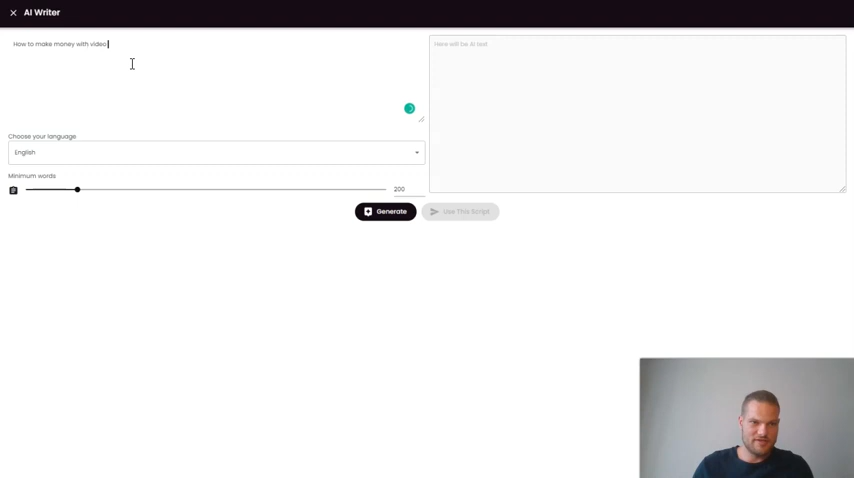 AI Writer
How to make money with video
Here will be AI text
Choose your language
English
Minimum words
200
Generate
Use This Script